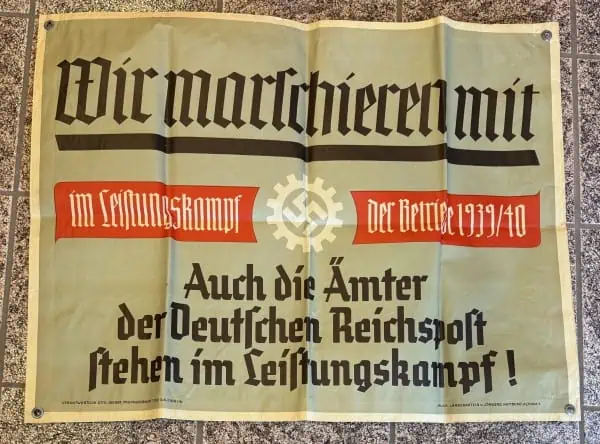 Wir marſchieren mit
im Leiſtungskampf der Betriebe 1939/40
Auch die Ämter
der Deutſchen Reichspoſt
ſtehen im Leiſtungskampf!